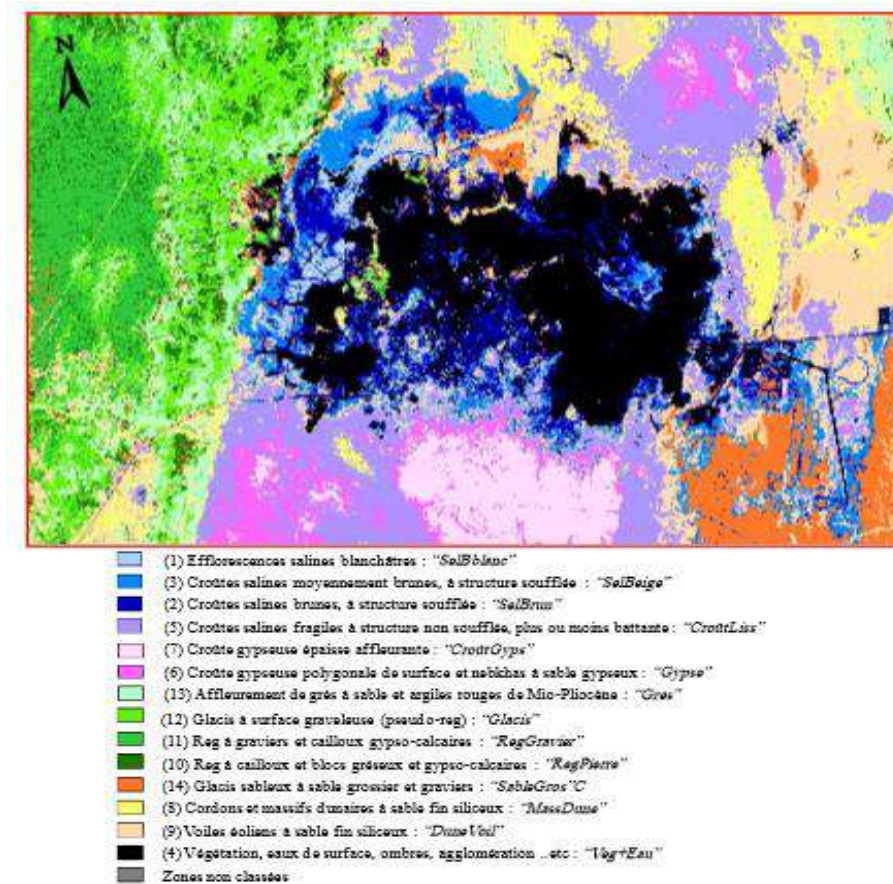 N
(1) Efflorescences salines blanchâtres : "SelBblanc"
(3) Croûtes salines moyennement brunes, à structure soufflée : "SelBeige"
(2) Croûtes salines brunes, à structure soufflée : "SelBrun"
(5) Croûtes salines fragiles à structure non soufflée, plus ou moins battante : "CroûtLiss"
(7) Croûte gypseuse épaisse affleurante : "CroûtGyps"
(6) Croûte gypseuse polygonale de surface et nebkhas à sable gypseux : "Gypse"
(13) Affleurement de grés à sable et argiles rouges de Mio-Pliocène : "Gres"
(12) Glacis à surface graveleuse (pseudo-reg) : "Glacis"
(11) Reg à graviers et cailloux gypso-calcaires : "RegGravier"
(10) Reg à cailloux et blocs gréseux et gypso-calcaires : "RegPierre"
(14) Glacis sableux à sable grossier et graviers : "SableGros"C
(8) Cordons et massifs dunaires à sable fin siliceux : "MassDune"
(9) Voiles éoliens à sable fin siliceux : "DuneVoil"
(4) Végétation, eaux de surface, ombres, agglomération ..etc : "Veg+Eau"
Zones non classées